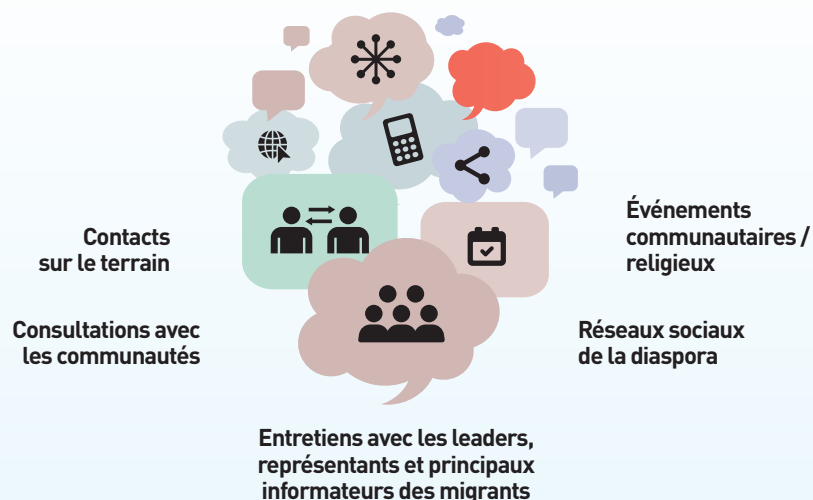 Contacts
sur le terrain
Consultations avec
les communautés
Événements
communautaires /
religieux
Réseaux sociaux
de la diaspora
Entretiens avec les leaders,
représentants et principaux
informateurs des migrants